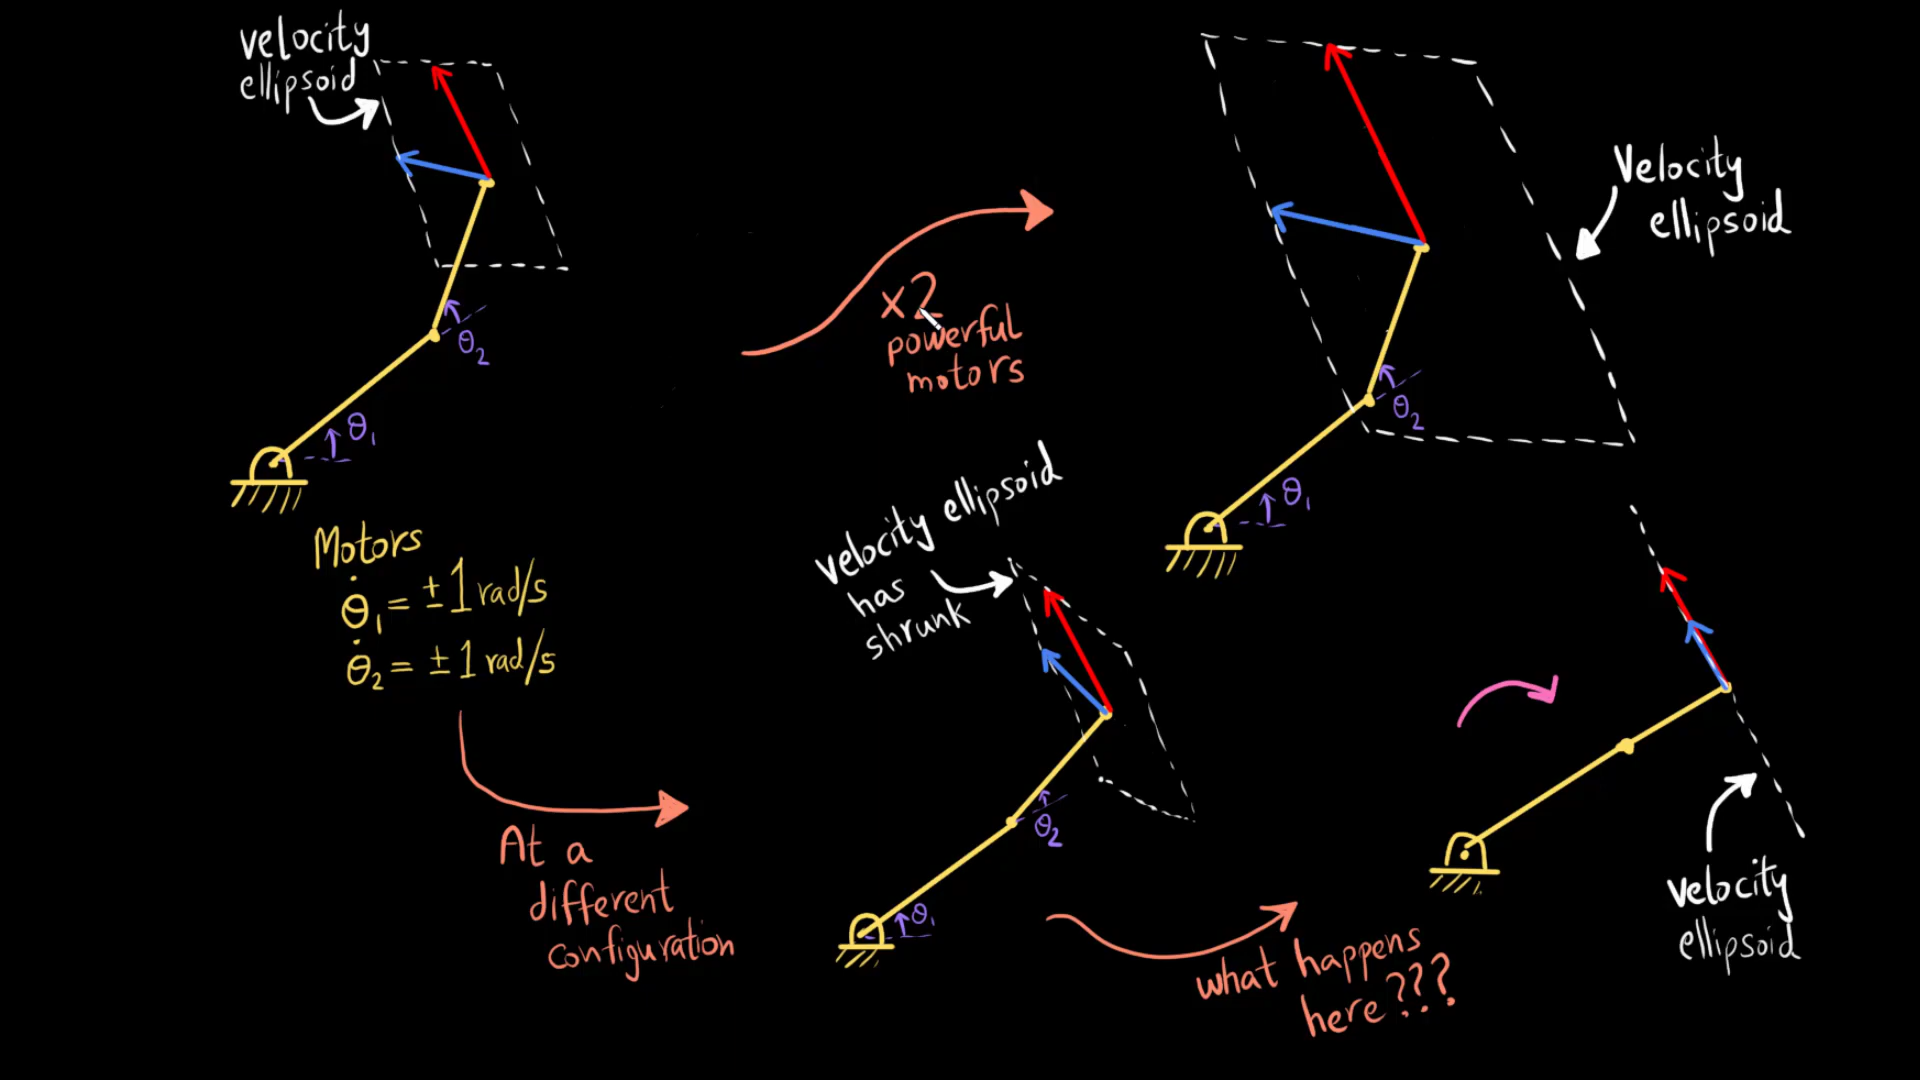 velocity
ellipsoid
θ₂
θ₁
Motors
θ̇₁ = ±1 rad/s
θ̇₂ = ±1 rad/s
x2
powerful
motors
Velocity
ellipsoid
θ₂
θ₁
At a
different
configuration
velocity ellipsoid
has
shrunk
θ₂
θ₁
what happens
here???
velocity
ellipsoid